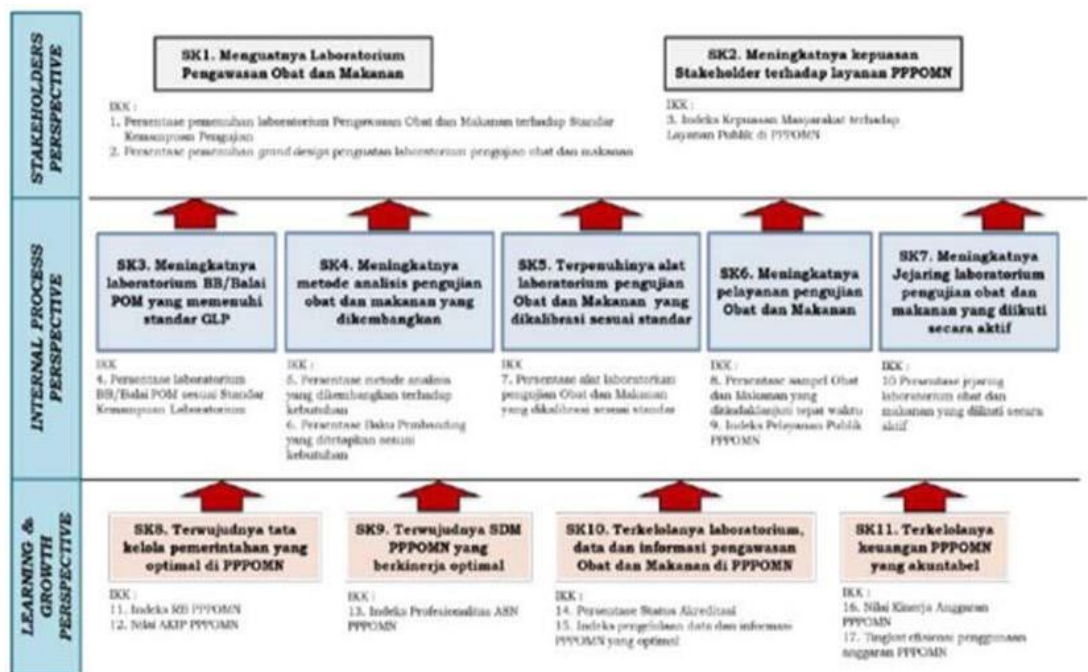 STAKEHOLDERS
PERSPECTIVE
SK1. Menguatnya Laboratorium
Pengawasan Obat dan Makanan
IKK :
1. Persentase pemenuhan laboratorium Pengawasan Obat dan Makanan terhadap Standar
Kemampuan Pengujian
2. Persentase pemenuhan grand design penguatan laboratorium pengujian obat dan makanan
SK2. Meningkatnya kepuasan
Stakeholder terhadap layanan PPPOMN
IKK :
3. Indeks Kepuasan Masyarakat terhadap
Layanan Publik di PPPOMN
INTERNAL PROCESS
PERSPECTIVE
SK3. Meningkatnya
laboratorium BB/Balai
POM yang memenuhi
standar GLP
IKK
4. Persentase laboratorium
BB/Balai POM sesuai Standar
Kemampuan Laboratorium
SK4. Meningkatnya
metode analisis pengujian
obat dan makanan yang
dikembangkan
IKK :
5. Persentase metode analisis
yang dikembangkan terhadap
kebutuhan
6. Persentase Baku Pembanding
yang ditetapkan sesuai
kebutuhan
SK5. Terpenuhinya alat
laboratorium pengujian
Obat dan Makanan yang
dikalibrasi sesuai standar
IKK :
7. Persentase alat laboratorium
pengujian Obat dan Makanan
yang dikalibrasi sesuai standar
SK6. Meningkatnya
pelayanan pengujian
Obat dan Makanan
IKK :
8. Persentase sampel Obat
dan Makanan yang
ditindaklanjuti tepat waktu
9. Indeks Pelayanan Publik
PPPOMN
SK7. Meningkatnya
Jejaring laboratorium
pengujian obat dan
makanan yang diikuti
secara aktif
IKK :
10 Persentase jejaring
laboratorium obat dan
makanan yang diikuti secara
aktif
LEARNING &
GROWTH
PERSPECTIVE
SK8. Terwujudnya tata
kelola pemerintahan yang
optimal di PPPOMN
IKK :
11. Indeks RB PPPOMN
12. Nilai AKIP PPPOMN
SK9. Terwujudnya SDM
PPPOMN yang
berkinerja optimal
IKK :
13. Indeks Profesionalitas ASN
PPPOMN
SK10. Terkelolanya laboratorium,
data dan informasi pengawasan
Obat dan Makanan di PPPOMN
IKK :
14. Persentase Status Akreditasi
15. Indeks pengelolaan data dan informasi
PPPOMN yang optimal
SK11. Terkelolanya
keuangan PPPOMN
yang akuntabel
IKK :
16. Nilai Kinerja Anggaran
PPPOMN
17. Tingkat efisiensi penggunaan
anggaran PPPOMN